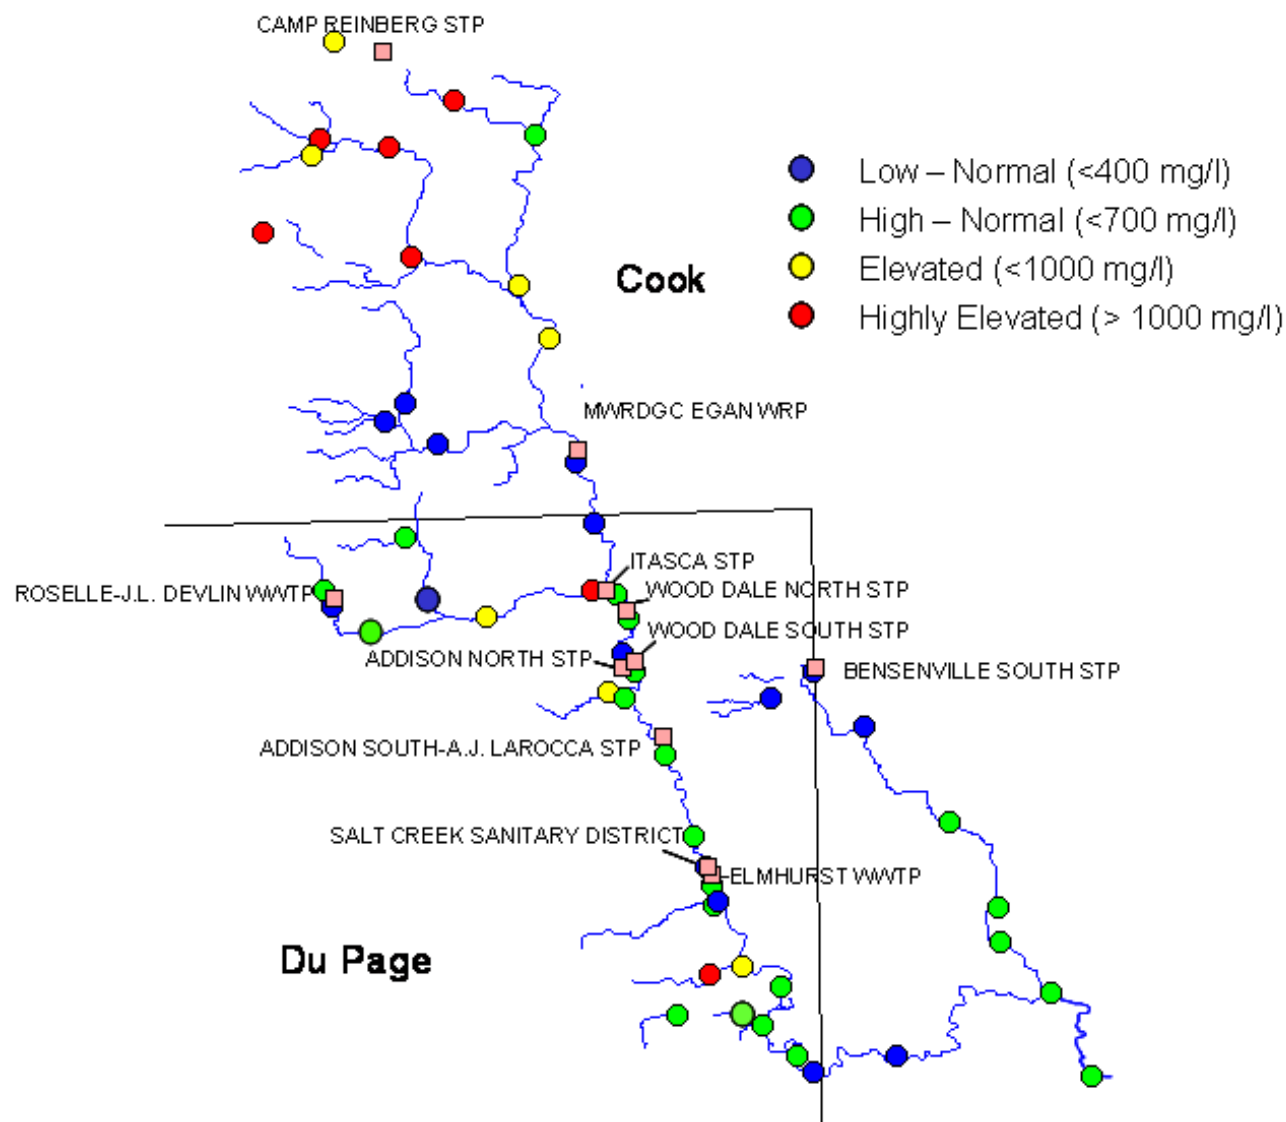 CAMP REINBERG STP
Low – Normal (<400 mg/l)
High – Normal (<700 mg/l)
Elevated (<1000 mg/l)
Highly Elevated (> 1000 mg/l)
Cook
MWRDGC EGAN WRP
ITASCA STP
ROSELLE-J.L. DEVLIN WWTP
WOOD DALE NORTH STP
WOOD DALE SOUTH STP
ADDISON NORTH STP
BENSENVILLE SOUTH STP
ADDISON SOUTH-A.J. LAROCCA STP
SALT CREEK SANITARY DISTRICT
ELMHURST WWTP
Du Page